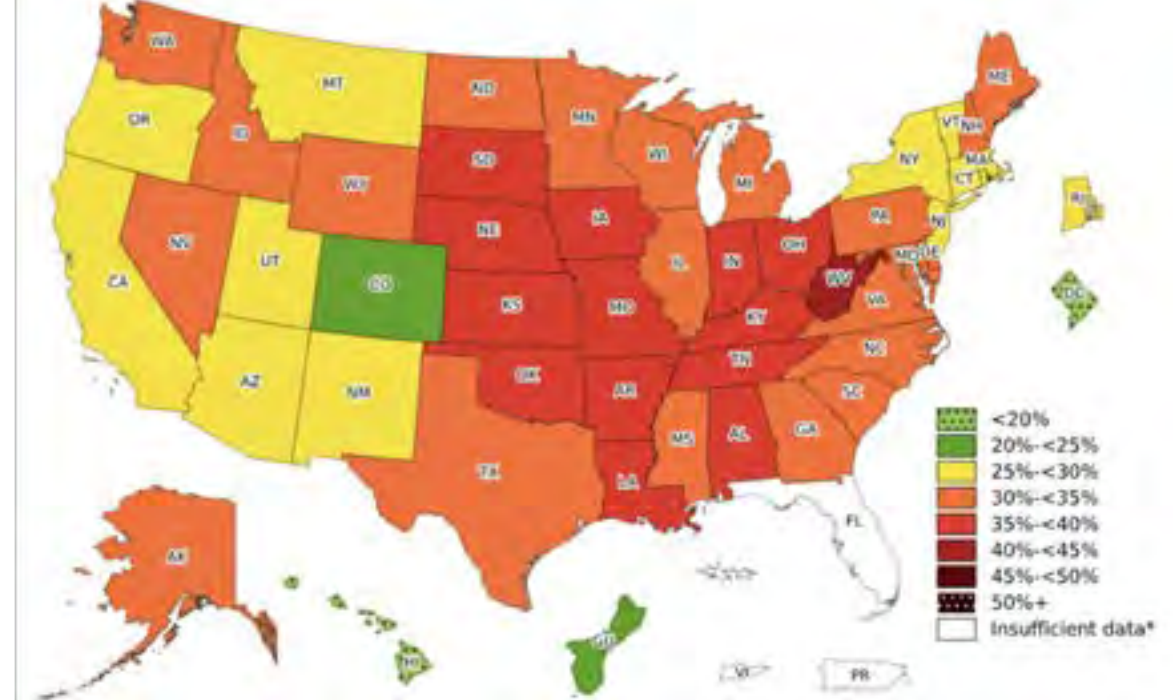 WA
MT
ND
MN
ME
OR
ID
SD
WI
MI
VT
NH
NY
MA
CT
RI
WY
IA
NE
PA
NJ
NV
UT
CO
IL
IN
OH
MD
DE
CA
KS
MO
WV
VA
DC
KY
AZ
NM
OK
AR
TN
NC
SC
MS
AL
GA
TX
LA
FL
AK
HI
GU
VI
PR
<20%
20%-<25%
25%-<30%
30%-<35%
35%-<40%
40%-<45%
45%-<50%
50%+
Insufficient data*